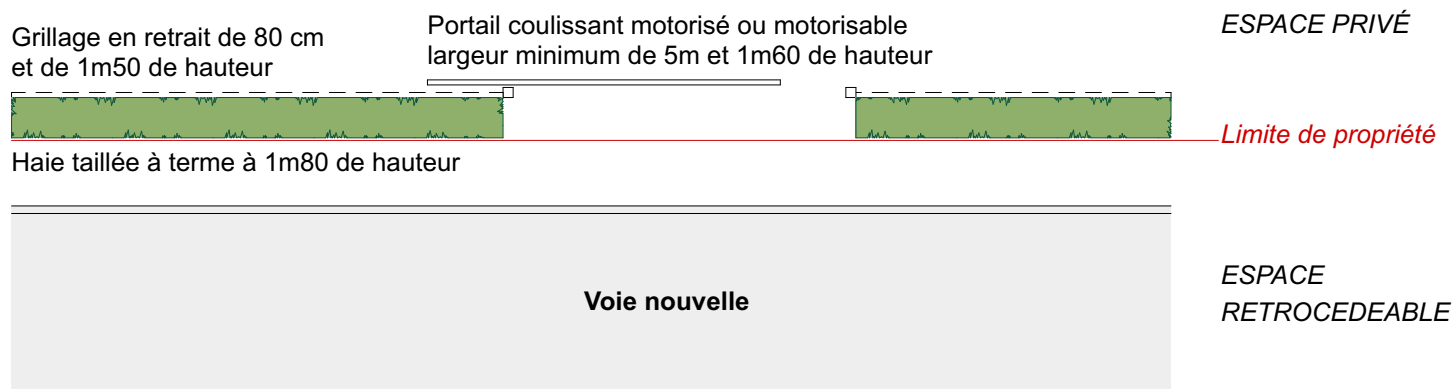 Grillage en retrait de 80 cm
et de 1m50 de hauteur
Portail coulissant motorisé ou motorisable
largeur minimum de 5m et 1m60 de hauteur
ESPACE PRIVÉ
Limite de propriété
Haie taillée à terme à 1m80 de hauteur
Voie nouvelle
ESPACE
RETROCEDEABLE